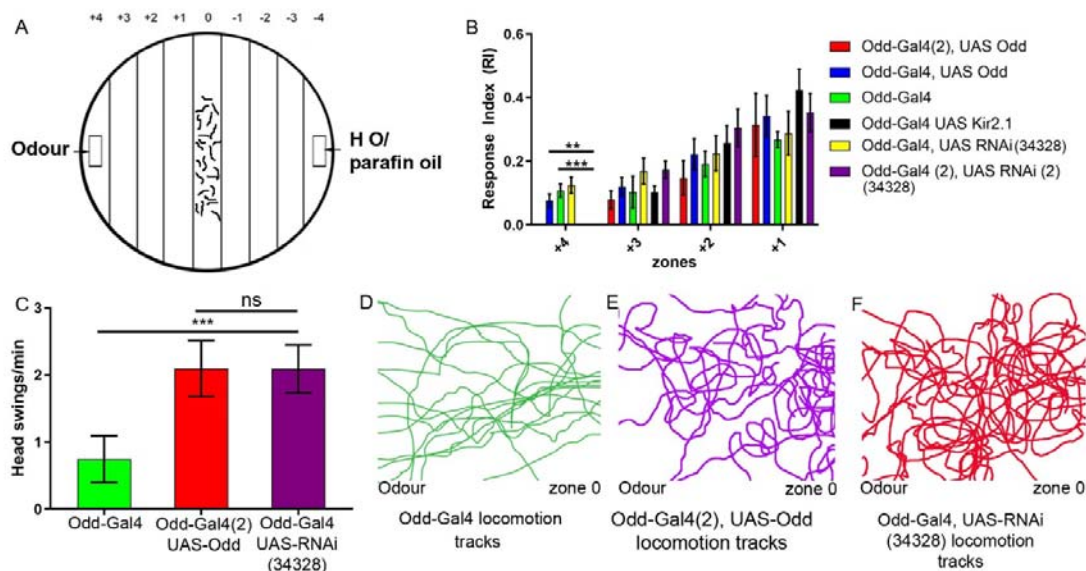 A
+4 +3 +2 +1 0 -1 -2 -3 -4
Odour
H O/
parafin oil
B
Response Index (RI)
0.6
0.4
0.2
0.0
** 
***
+4 +3 +2 +1
zones
Odd-Gal4(2), UAS Odd
Odd-Gal4, UAS Odd
Odd-Gal4
Odd-Gal4 UAS Kir2.1
Odd-Gal4, UAS RNAi(34328)
Odd-Gal4 (2), UAS RNAi (2)
(34328)
C
Head swings/min
3
2
1
0
ns
***
Odd-Gal4
Odd-Gal4(2)
UAS-Odd
Odd-Gal4
UAS-RNAi
(34328)
D
Odour zone 0
Odd-Gal4 locomotion
tracks
E
Odour zone 0
Odd-Gal4(2), UAS-Odd
locomotion tracks
F
Odour zone 0
Odd-Gal4, UAS-RNAi
(34328) locomotion
tracks